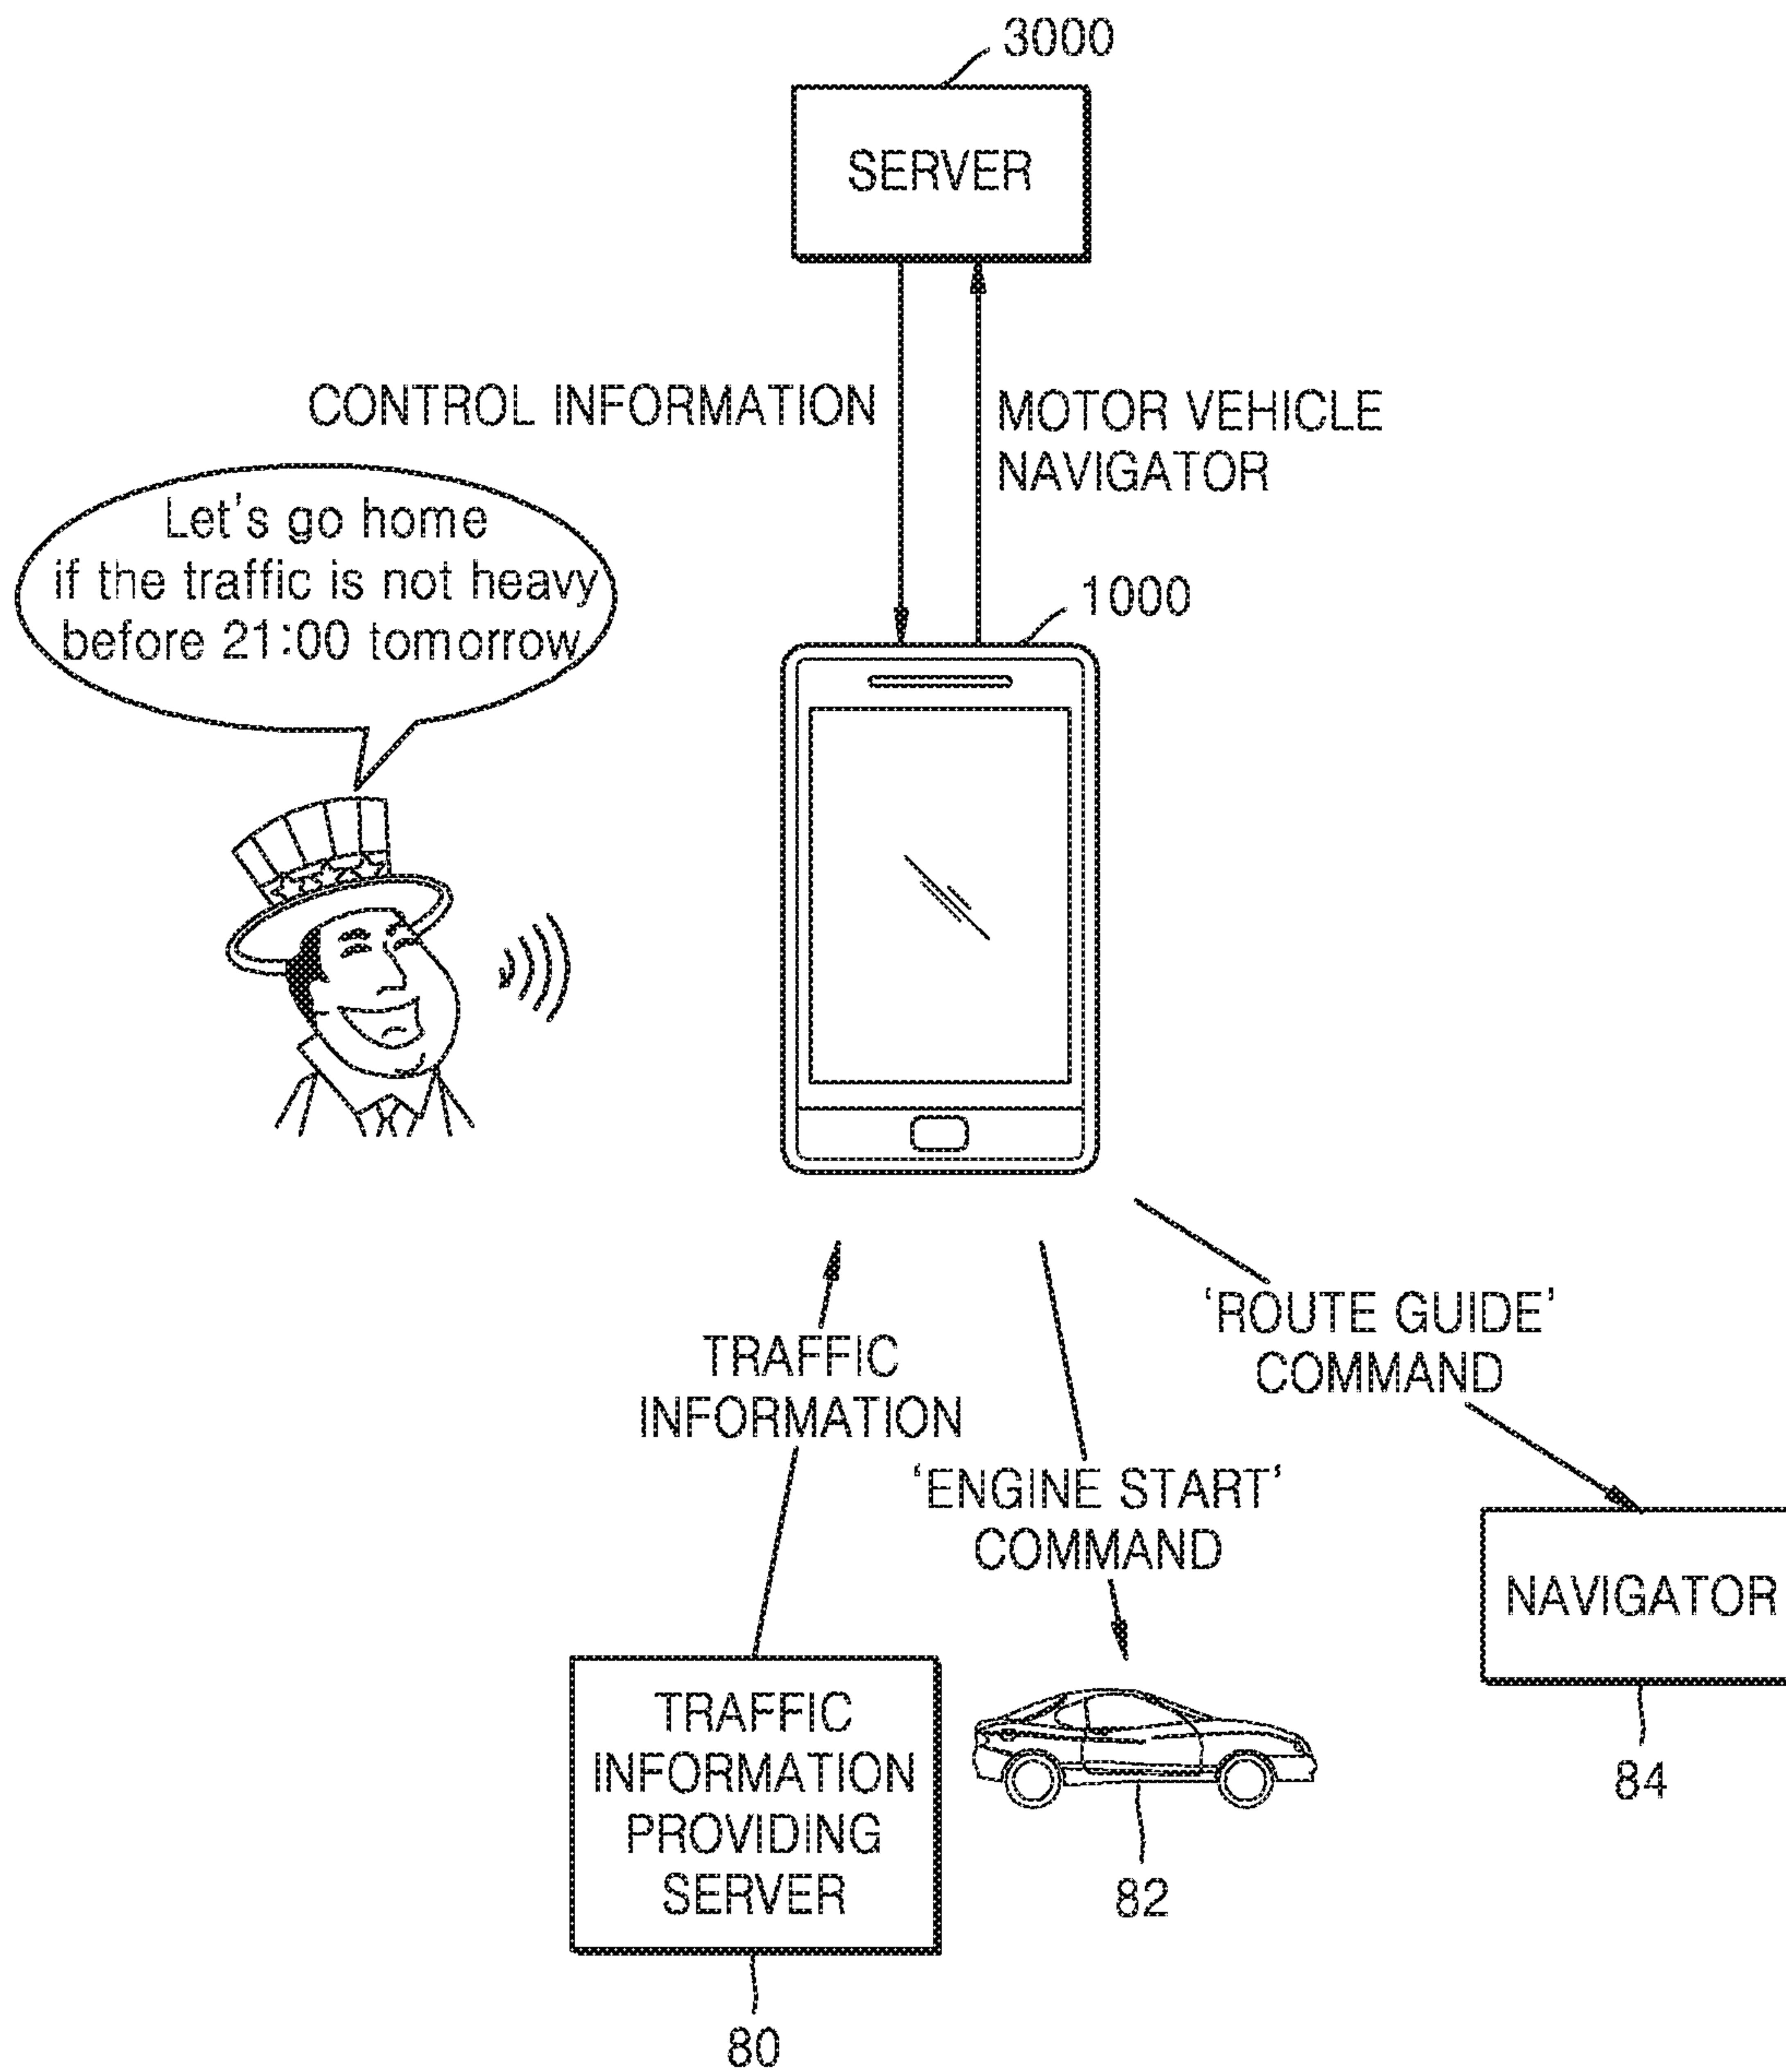 3000
SERVER
CONTROL INFORMATION
MOTOR VEHICLE
NAVIGATOR
Let's go home
if the traffic is not heavy
before 21:00 tomorrow
1000
'ROUTE GUIDE'
COMMAND
TRAFFIC
INFORMATION
'ENGINE START'
COMMAND
NAVIGATOR
84
TRAFFIC
INFORMATION
PROVIDING
SERVER
82
80